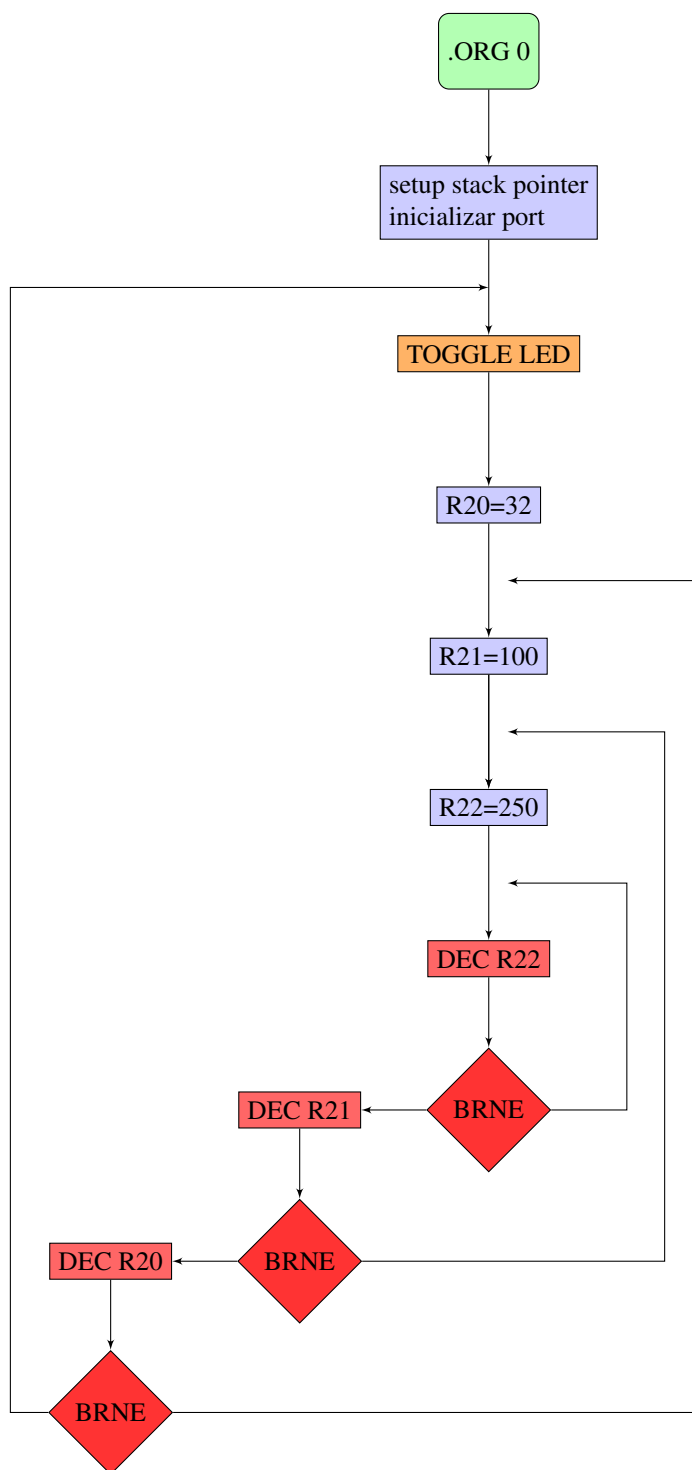 .ORG 0
setup stack pointer
inicializar port
TOGGLE LED
R20=32
R21=100
R22=250
DEC R22
BRNE
DEC R21
BRNE
DEC R20
BRNE